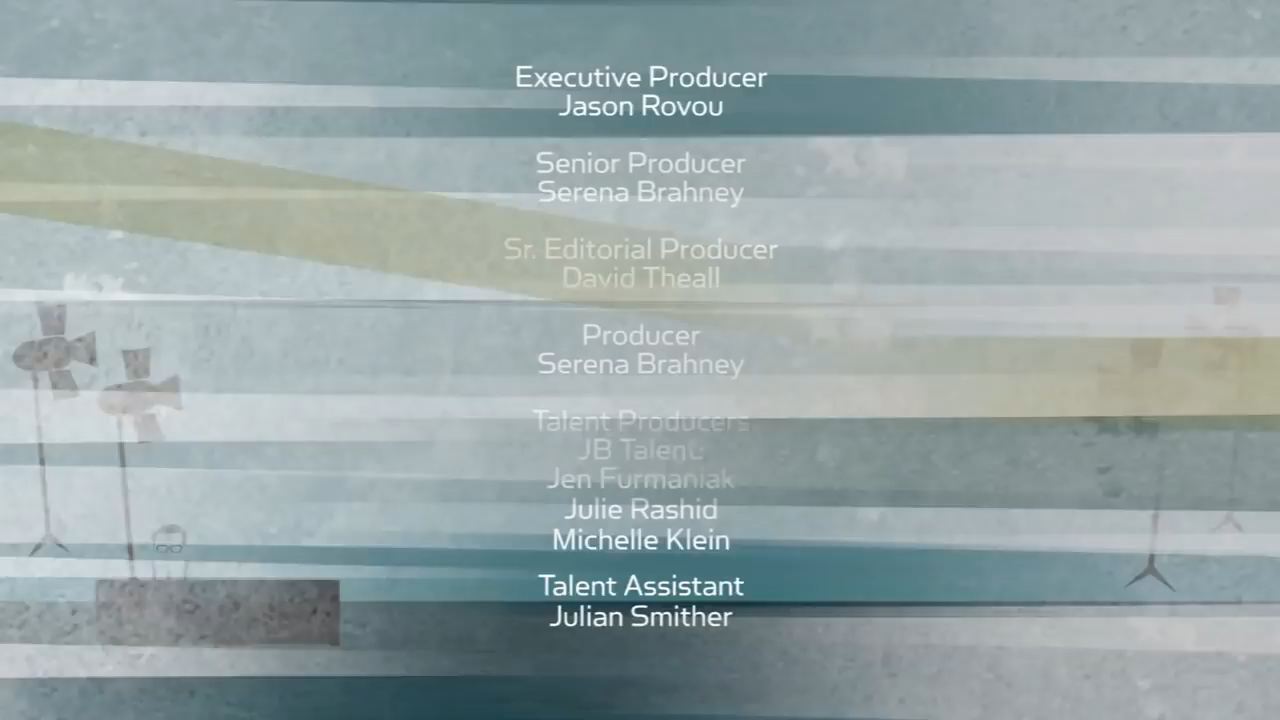 Executive Producer
Jason Rovou
Senior Producer
Serena Brahney
Sr. Editorial Producer
David Theall
Producer
Serena Brahney
Talent Producers
JB Talent:
Jen Furmaniak
Julie Rashid
Michelle Klein
Talent Assistant
Julian Smither